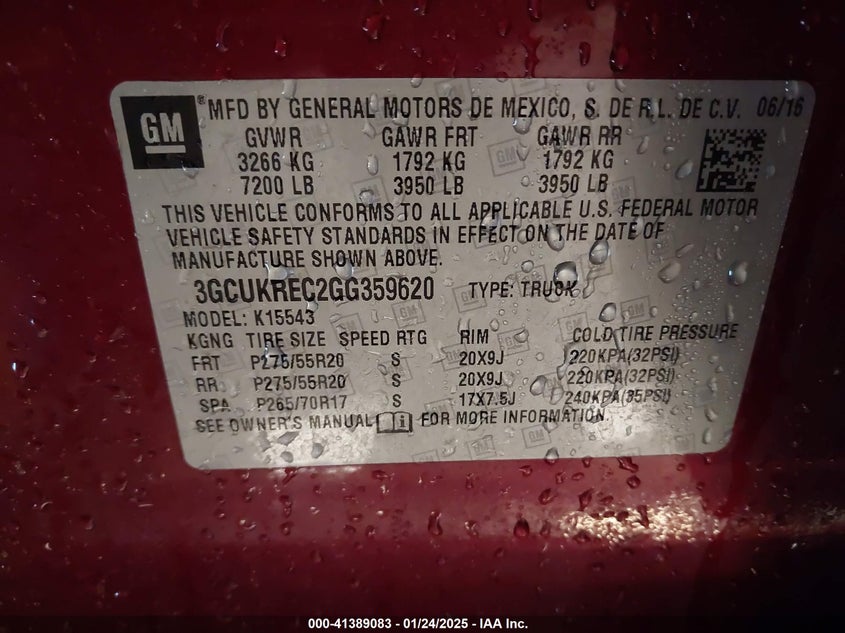 GM ® MFD BY GENERAL MOTORS DE MEXICO, S. DE R.L. DE C.V. 06/16
GVWR GAWR FRT GAWR RR
3266 KG 1792 KG 1792 KG
7200 LB 3950 LB 3950 LB
THIS VEHICLE CONFORMS TO ALL APPLICABLE U.S. FEDERAL MOTOR
VEHICLE SAFETY STANDARDS IN EFFECT ON THE DATE OF
MANUFACTURE SHOWN ABOVE.
3GCUKREC2GG359620 TYPE: TRUCK
MODEL: K15543
KGNG TIRE SIZE SPEED RTG RIM COLD TIRE PRESSURE
FRT P275/55R20 S 20X9J 220KPA(32PSI)
RR P275/55R20 S 20X9J 220KPA(32PSI)
SPA P265/70R17 S 17X7.5J 240KPA(35PSI)
SEE OWNER'S MANUAL FOR MORE INFORMATION.
000-41389083 - 01/24/2025 - IAA Inc.